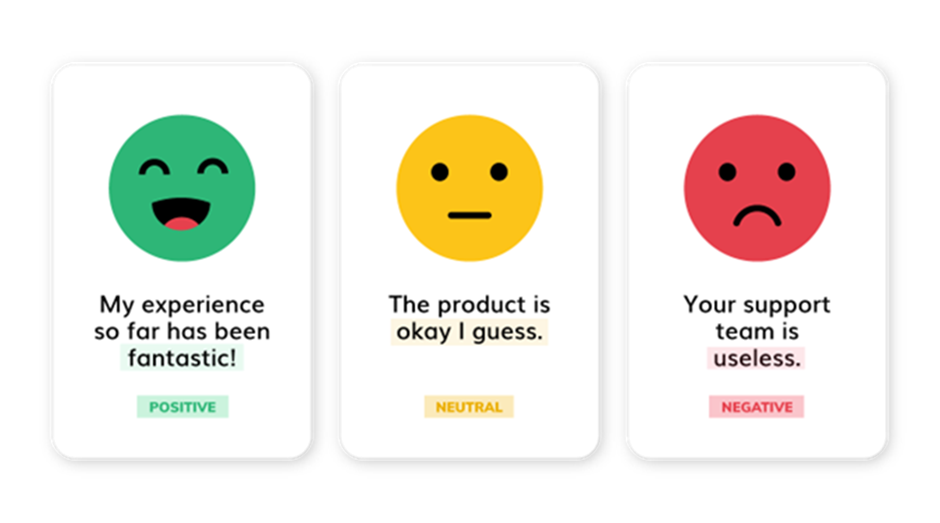 My experience
so far has been
fantastic!
POSITIVE
The product is
okay I guess.
NEUTRAL
Your support
team is
useless.
NEGATIVE